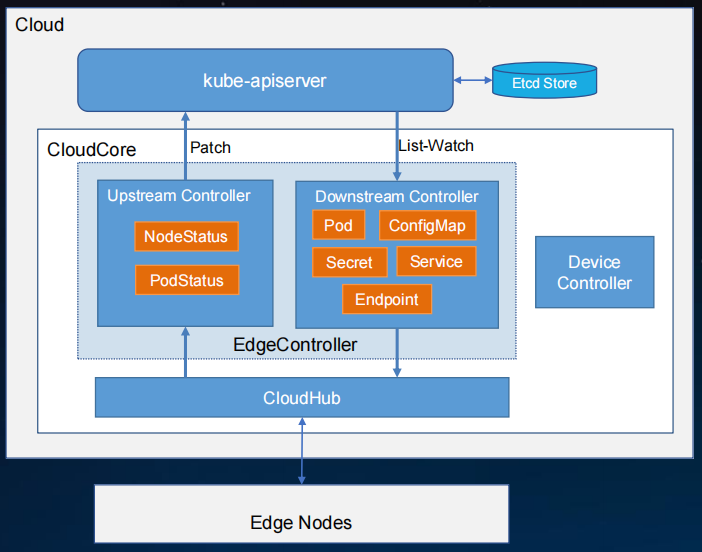 Cloud
kube-apiserver
Etcd Store
Patch
List-Watch
CloudCore
Upstream Controller
NodeStatus
PodStatus
Downstream Controller
Pod
ConfigMap
Secret
Service
Endpoint
EdgeController
Device
Controller
CloudHub
Edge Nodes